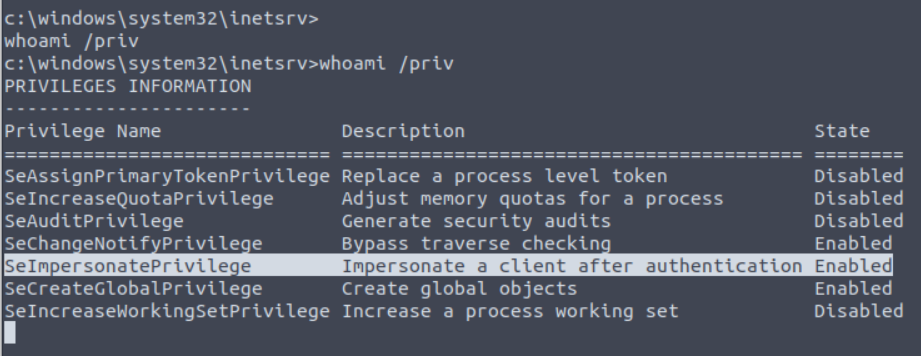 c:\windows\system32\inetsrv>
whoami /priv
c:\windows\system32\inetsrv>whoami /priv
PRIVILEGES INFORMATION
----------------------
Privilege Name                Description                               State
============================= ========================================= ========
SeAssignPrimaryTokenPrivilege Replace a process level token             Disabled
SeIncreaseQuotaPrivilege      Adjust memory quotas for a process        Disabled
SeAuditPrivilege              Generate security audits                  Disabled
SeChangeNotifyPrivilege       Bypass traverse checking                  Enabled
SeImpersonatePrivilege        Impersonate a client after authentication Enabled
SeCreateGlobalPrivilege       Create global objects                     Enabled
SeIncreaseWorkingSetPrivilege Increase a process working set            Disabled